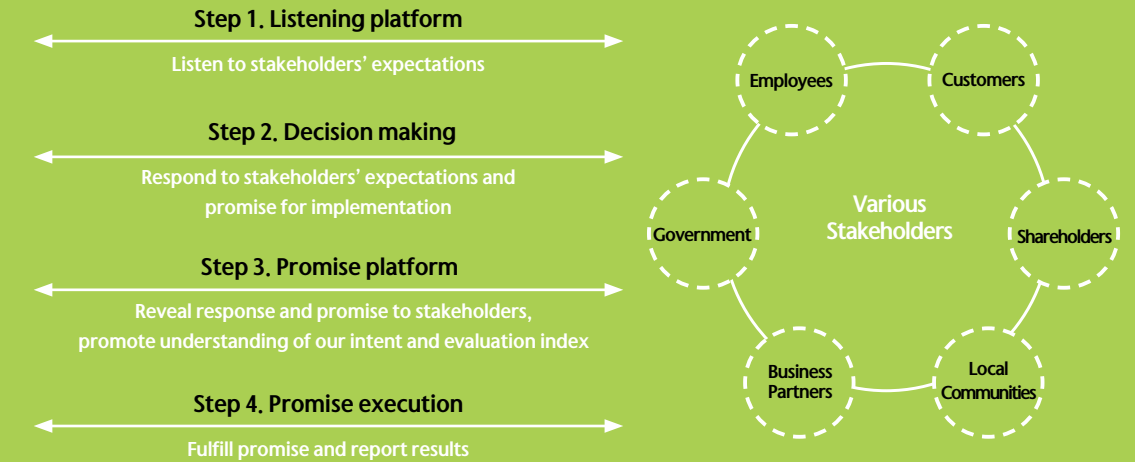 Step 1. Listening platform
Listen to stakeholders' expectations
Step 2. Decision making
Respond to stakeholders' expectations and
promise for implementation
Step 3. Promise platform
Reveal response and promise to stakeholders,
promote understanding of our intent and evaluation index
Step 4. Promise execution
Fulfill promise and report results
Employees
Customers
Government
Various
Stakeholders
Shareholders
Business
Partners
Local
Communities